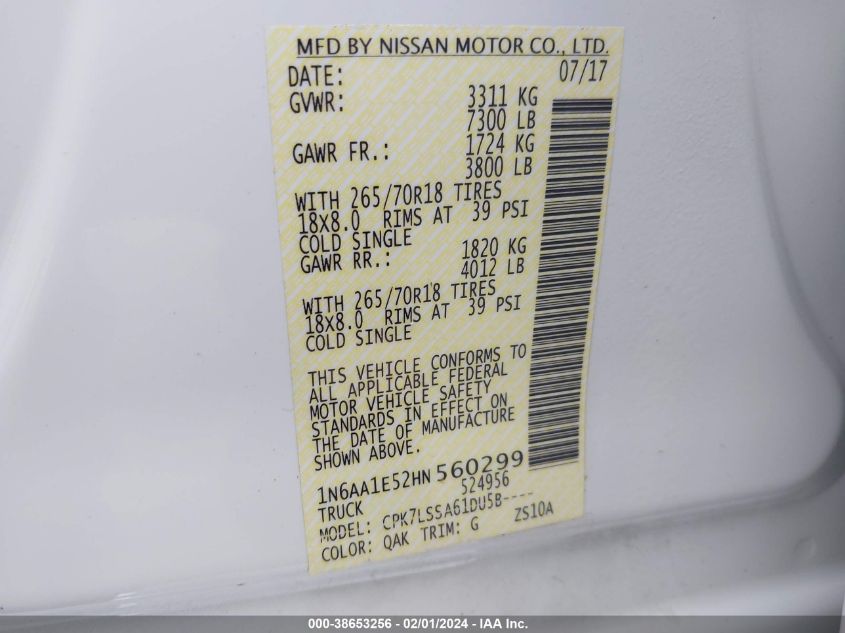 MFD BY NISSAN MOTOR CO., LTD.
DATE: 07/17
GVWR: 3311 KG
7300 LB
GAWR FR.: 1724 KG
3800 LB
WITH 265/70R18 TIRES
18X8.0 RIMS AT 39 PSI
COLD SINGLE
GAWR RR.: 1820 KG
4012 LB
WITH 265/70R18 TIRES
18X8.0 RIMS AT 39 PSI
COLD SINGLE
THIS VEHICLE CONFORMS TO
ALL APPLICABLE FEDERAL
MOTOR VEHICLE SAFETY
STANDARDS IN EFFECT ON
THE DATE OF MANUFACTURE
SHOWN ABOVE.
1N6AA1E52HN 560299
TRUCK 524956
MODEL: CPK7LSSA61DU5B----
COLOR: QAK TRIM: G ZS10A
000-38653256 - 02/01/2024 - IAA Inc.